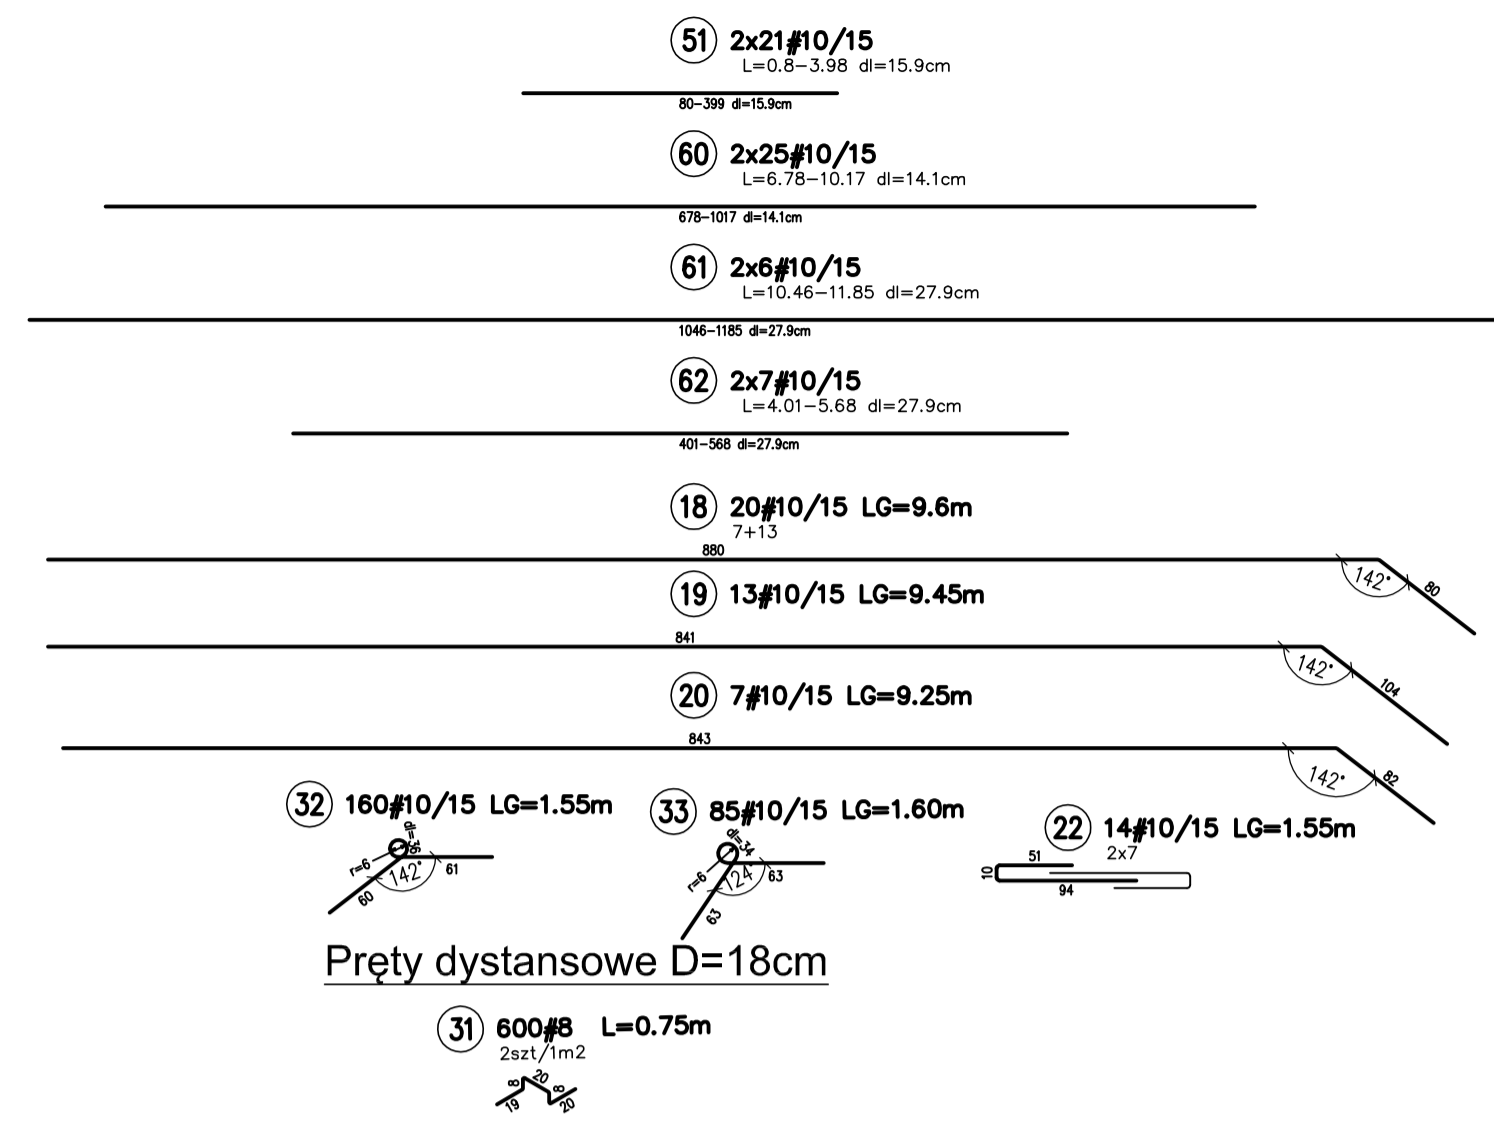 51 2x21#10/15
L=0.8-3.98 dl=15.9cm
80-399 dl=15.9cm
60 2x25#10/15
L=6.78-10.17 dl=14.1cm
678-1017 dl=14.1cm
61 2x6#10/15
L=10.46-11.85 dl=27.9cm
1046-1185 dl=27.9cm
62 2x7#10/15
L=4.01-5.68 dl=27.9cm
401-568 dl=27.9cm
18 20#10/15 LG=9.6m
7+13
880
142°
80
19 13#10/15 LG=9.45m
841
142°
104
20 7#10/15 LG=9.25m
843
142°
82
32 160#10/15 LG=1.55m
dl=36
r=6
142°
61
60
33 85#10/15 LG=1.60m
dl=34
r=6
124°
63
63
22 14#10/15 LG=1.55m
2x7
51
10
94
Pręty dystansowe D=18cm
31 600#8 L=0.75m
2szt/1m2
8
20
8
19
20